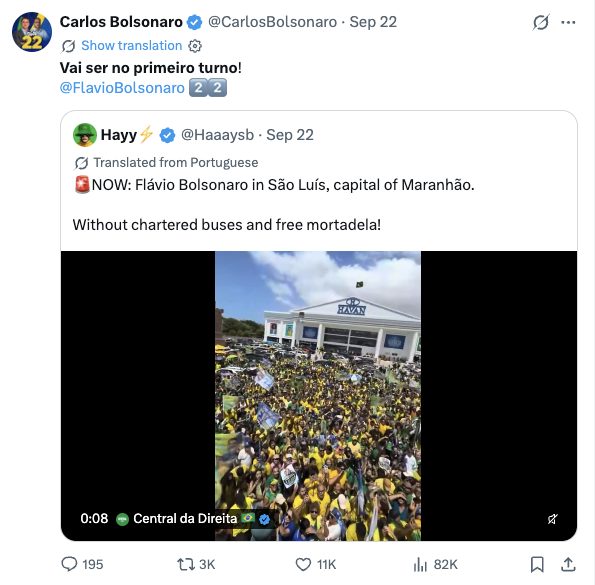 Carlos Bolsonaro @CarlosBolsonaro · Sep 22
Show translation
Vai ser no primeiro turno!
@FlavioBolsonaro 2️⃣2️⃣
Hayy⚡ @Haaaysb · Sep 22
Translated from Portuguese
🚨NOW: Flávio Bolsonaro in São Luís, capital of Maranhão.
Without chartered buses and free mortadela!
HAVAN
0:08 Central da Direita 🇧🇷
195 3K 11K 82K
22